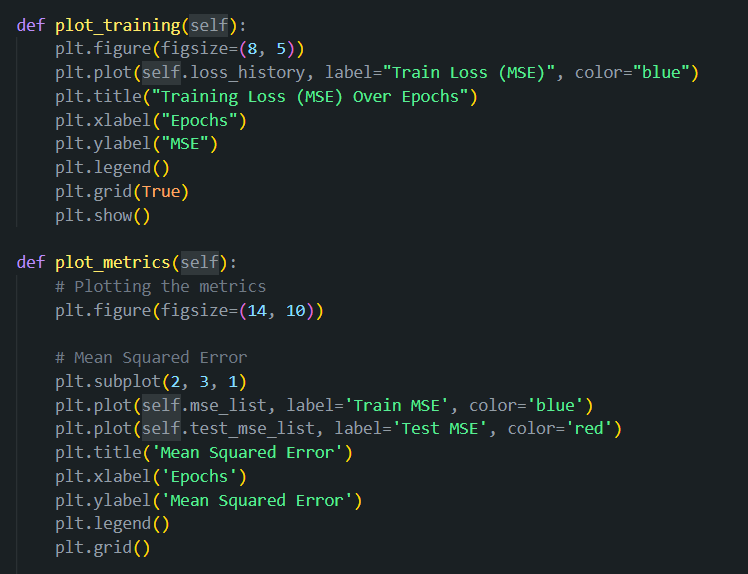 def plot_training(self):
    plt.figure(figsize=(8, 5))
    plt.plot(self.loss_history, label="Train Loss (MSE)", color="blue")
    plt.title("Training Loss (MSE) Over Epochs")
    plt.xlabel("Epochs")
    plt.ylabel("MSE")
    plt.legend()
    plt.grid(True)
    plt.show()

def plot_metrics(self):
    # Plotting the metrics
    plt.figure(figsize=(14, 10))

    # Mean Squared Error
    plt.subplot(2, 3, 1)
    plt.plot(self.mse_list, label='Train MSE', color='blue')
    plt.plot(self.test_mse_list, label='Test MSE', color='red')
    plt.title('Mean Squared Error')
    plt.xlabel('Epochs')
    plt.ylabel('Mean Squared Error')
    plt.legend()
    plt.grid()